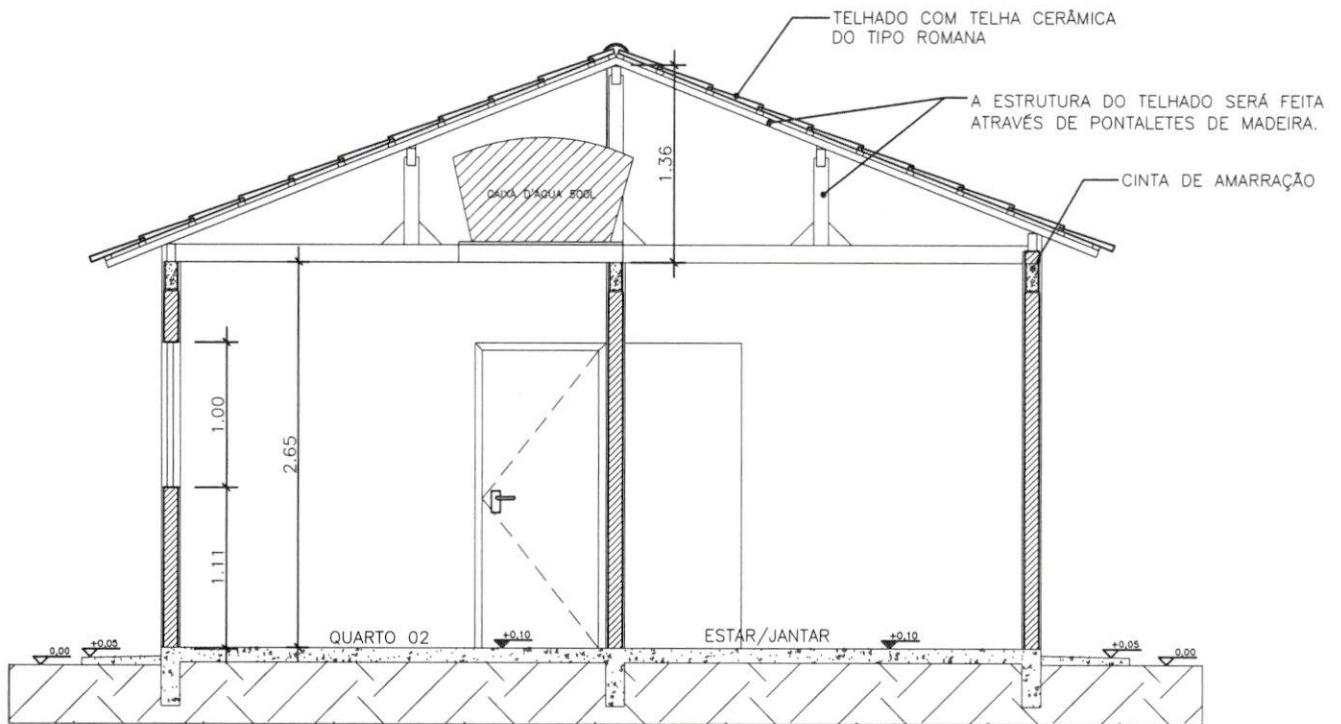 TELHADO COM TELHA CERÂMICA
DO TIPO ROMANA
A ESTRUTURA DO TELHADO SERÁ FEITA
ATRAVÉS DE PONTALETES DE MADEIRA.
CINTA DE AMARRAÇÃO
1.36
CAIXA D'AQUA 500L
2.65
1.00
1.11
QUARTO 02
+0,10
ESTAR/JANTAR
+0,10
0,00
+0,05
+0,05
0,00